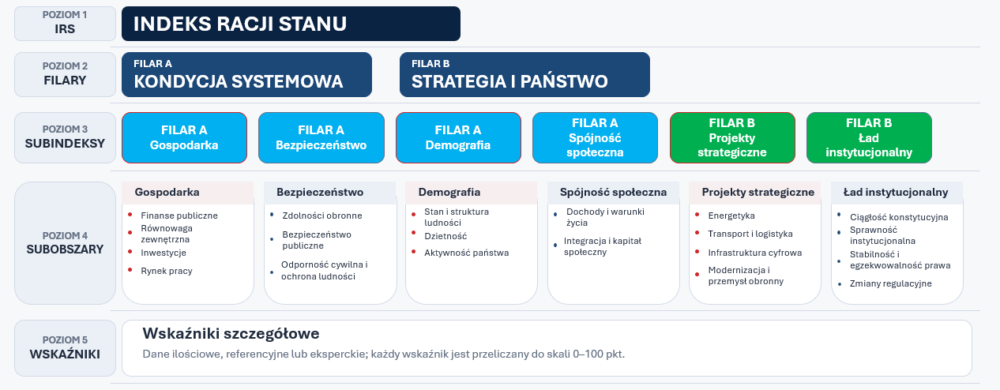 POZIOM 1
IRS
INDEKS RACJI STANU
POZIOM 2
FILARY
FILAR A
KONDYCJA SYSTEMOWA
FILAR B
STRATEGIA I PAŃSTWO
POZIOM 3
SUBINDEKSY
FILAR A
Gospodarka
FILAR A
Bezpieczeństwo
FILAR A
Demografia
FILAR A
Spójność
społeczna
FILAR B
Projekty
strategiczne
FILAR B
Ład
instytucjonalny
POZIOM 4
SUBOBSZARY
Gospodarka
• Finanse publiczne
• Równowaga
zewnętrzna
• Inwestycje
• Rynek pracy
Bezpieczeństwo
• Zdolności obronne
• Bezpieczeństwo
publiczne
• Odporność cywilna i
ochrona ludności
Demografia
• Stan i struktura
ludności
• Dzietność
• Aktywność państwa
Spójność społeczna
• Dochody i warunki
życia
• Integracja i kapitał
społeczny
Projekty strategiczne
• Energetyka
• Transport i logistyka
• Infrastruktura cyfrowa
• Modernizacja i
przemysł obronny
Ład instytucjonalny
• Ciągłość konstytucyjna
• Sprawność
instytucjonalna
• Stabilność i
egzekwowalność prawa
• Zmiany regulacyjne
POZIOM 5
WSKAŹNIKI
Wskaźniki szczegółowe
Dane ilościowe, referencyjne lub eksperckie; każdy wskaźnik jest przeliczany do skali 0–100 pkt.